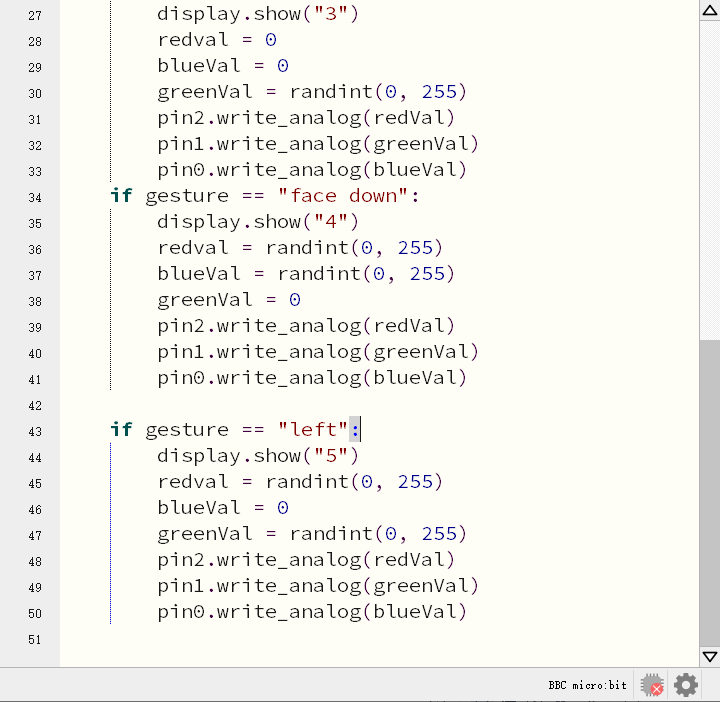 27 display.show("3")
28 redval = 0
29 blueVal = 0
30 greenVal = randint(0, 255)
31 pin2.write_analog(redVal)
32 pin1.write_analog(greenVal)
33 pin0.write_analog(blueVal)
34 if gesture == "face down":
35 display.show("4")
36 redval = randint(0, 255)
37 blueVal = randint(0, 255)
38 greenVal = 0
39 pin2.write_analog(redVal)
40 pin1.write_analog(greenVal)
41 pin0.write_analog(blueVal)
42
43 if gesture == "left":
44 display.show("5")
45 redval = randint(0, 255)
46 blueVal = 0
47 greenVal = randint(0, 255)
48 pin2.write_analog(redVal)
49 pin1.write_analog(greenVal)
50 pin0.write_analog(blueVal)
51
BBC micro:bit